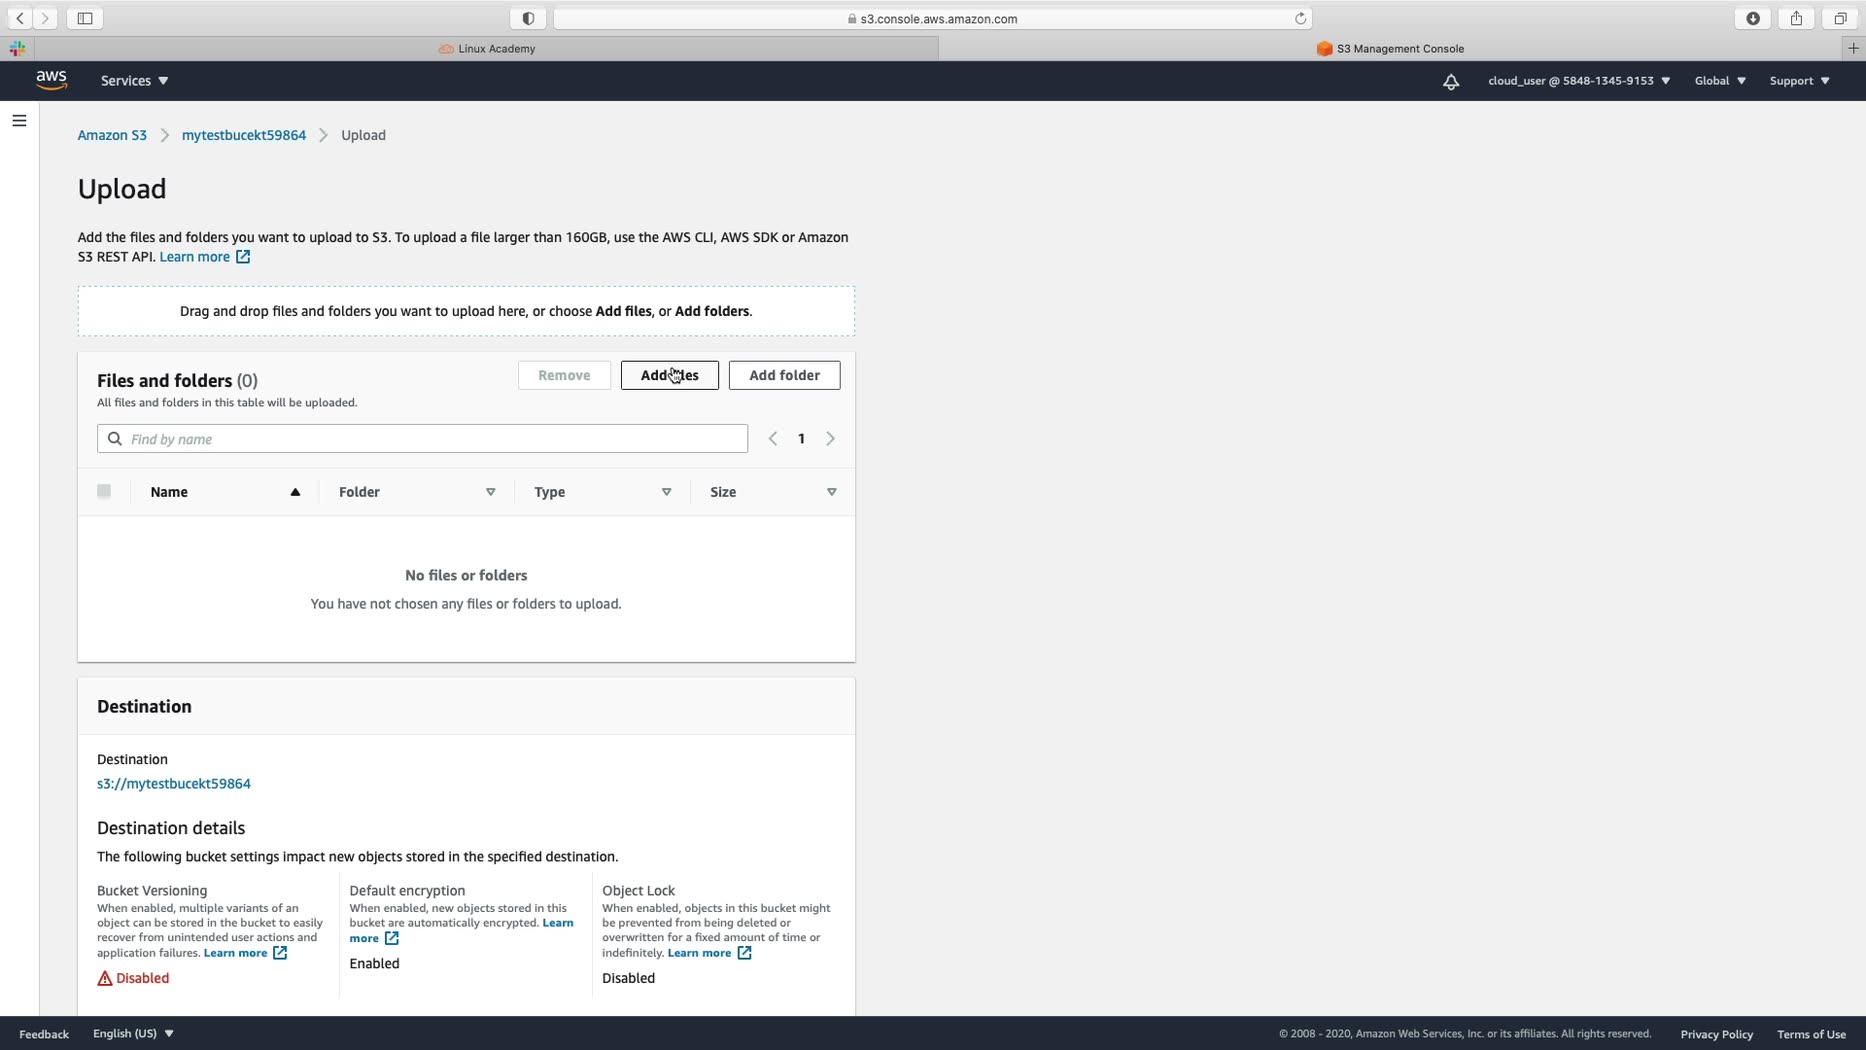 s3.console.aws.amazon.com
Linux Academy
S3 Management Console
aws
Services
cloud_user @ 5848-1345-9153
Global
Support
Amazon S3
mytestbucekt59864
Upload
Upload
Add the files and folders you want to upload to S3. To upload a file larger than 160GB, use the AWS CLI, AWS SDK or Amazon
S3 REST API. Learn more
Drag and drop files and folders you want to upload here, or choose Add files, or Add folders.
Files and folders (0)
Remove
Add files
Add folder
All files and folders in this table will be uploaded.
Find by name
1
Name
Folder
Type
Size
No files or folders
You have not chosen any files or folders to upload.
Destination
Destination
s3://mytestbucekt59864
Destination details
The following bucket settings impact new objects stored in the specified destination.
Bucket Versioning
When enabled, multiple variants of an
object can be stored in the bucket to easily
recover from unintended user actions and
application failures. Learn more
Disabled
Default encryption
When enabled, new objects stored in this
bucket are automatically encrypted. Learn
more
Enabled
Object Lock
When enabled, objects in this bucket might
be prevented from being deleted or
overwritten for a fixed amount of time or
indefinitely. Learn more
Disabled
Feedback
English (US)
© 2008 - 2020, Amazon Web Services, Inc. or its affiliates. All rights reserved.
Privacy Policy
Terms of Use